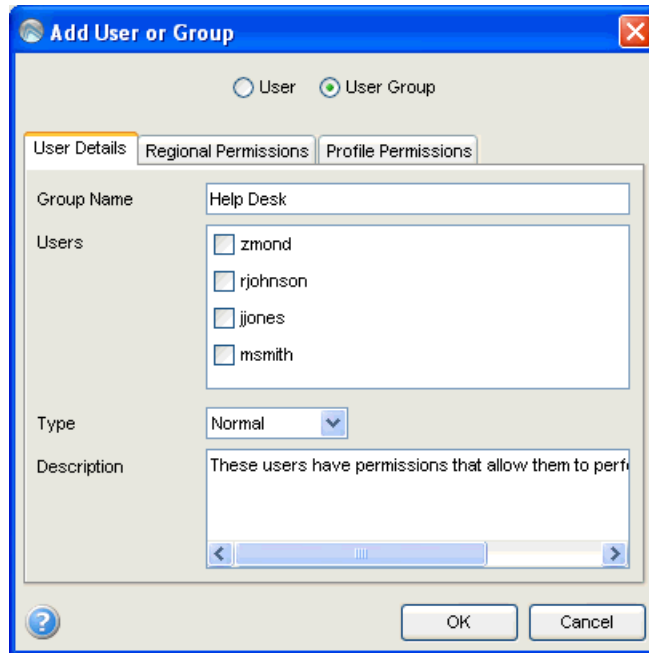 Add User or Group
User User Group
User Details Regional Permissions Profile Permissions
Group Name Help Desk
Users zmond
rjohnson
jjones
msmith
Type Normal
Description These users have permissions that allow them to perfo
OK Cancel